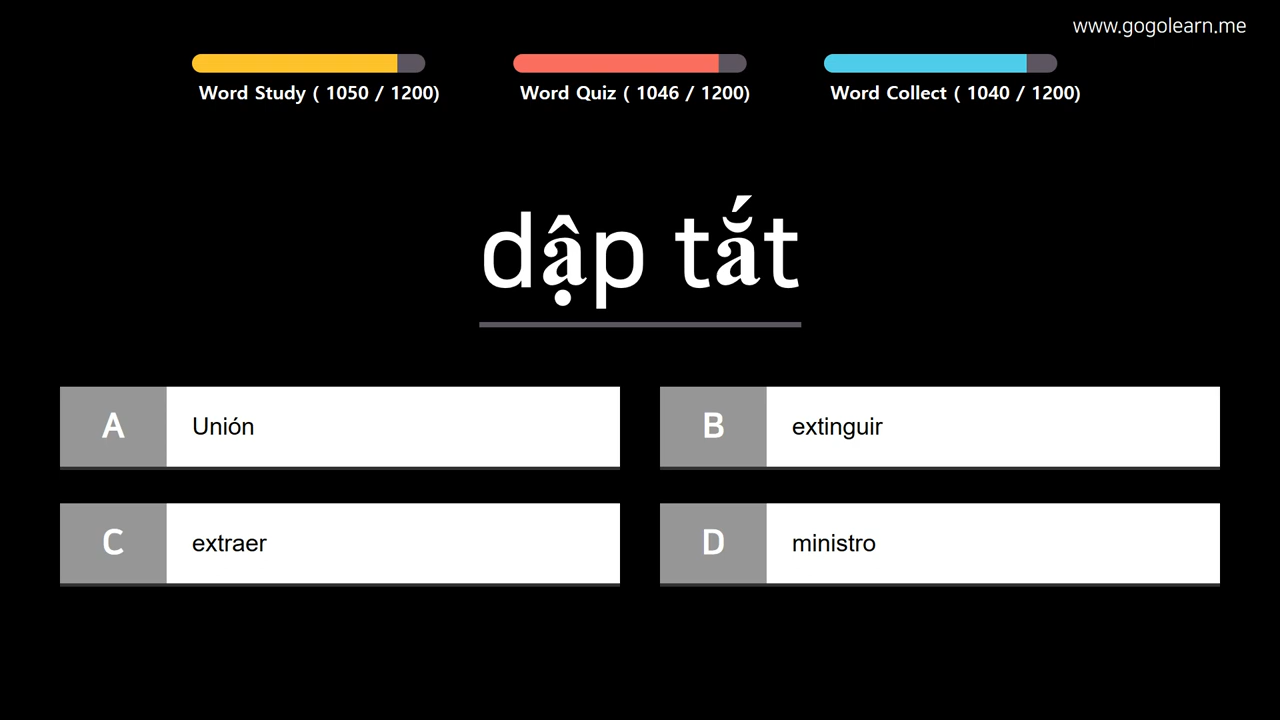 www.gogolearn.me
Word Study ( 1050 / 1200)
Word Quiz ( 1046 / 1200)
Word Collect ( 1040 / 1200)
dập tắt
A Unión
B extinguir
C extraer
D ministro